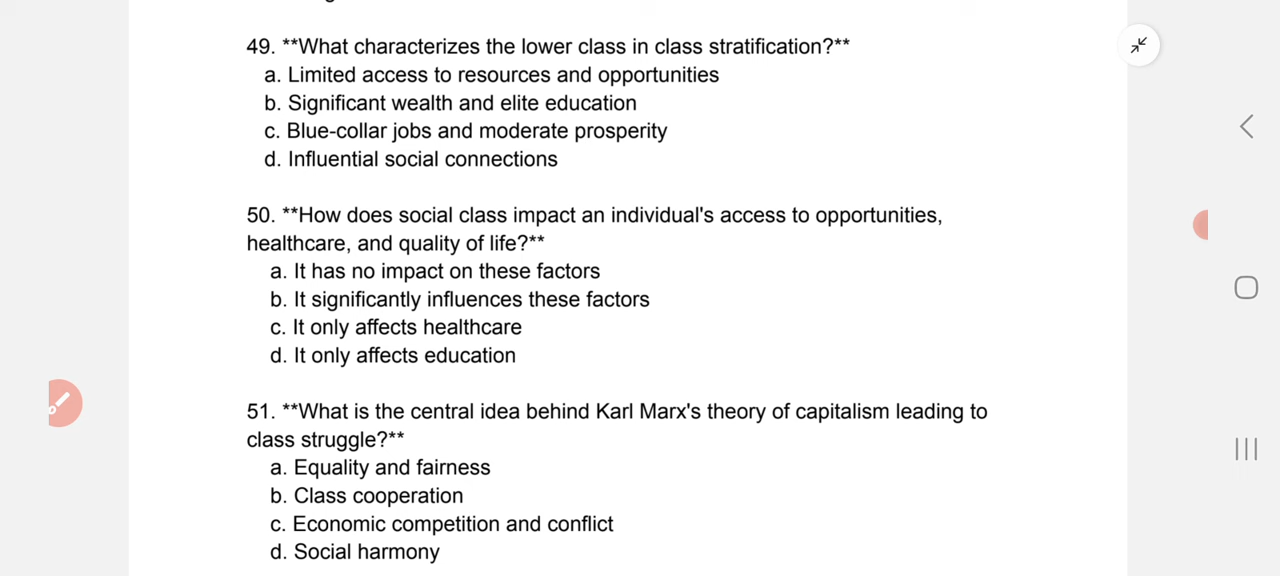 49. **What characterizes the lower class in class stratification?**
a. Limited access to resources and opportunities
b. Significant wealth and elite education
c. Blue-collar jobs and moderate prosperity
d. Influential social connections
50. **How does social class impact an individual's access to opportunities,
healthcare, and quality of life?**
a. It has no impact on these factors
b. It significantly influences these factors
c. It only affects healthcare
d. It only affects education
51. **What is the central idea behind Karl Marx's theory of capitalism leading to
class struggle?**
a. Equality and fairness
b. Class cooperation
c. Economic competition and conflict
d. Social harmony